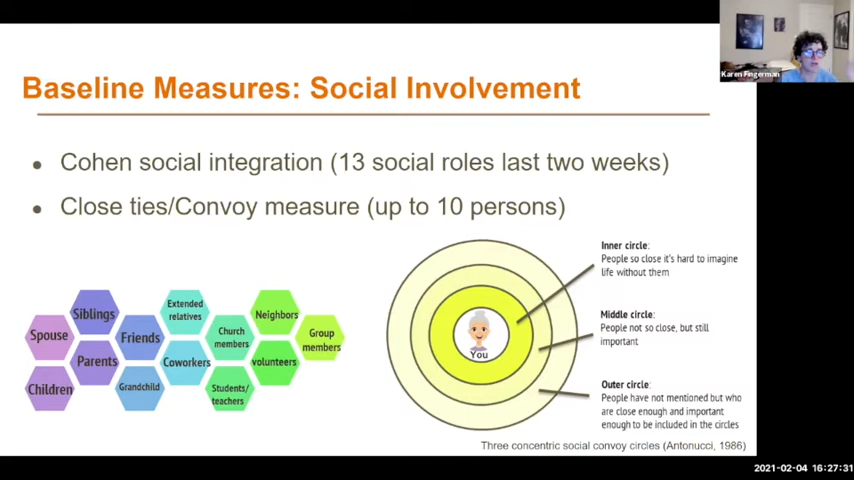 Karen Fingerman
Baseline Measures: Social Involvement
• Cohen social integration (13 social roles last two weeks)
• Close ties/Convoy measure (up to 10 persons)
Spouse
Siblings
Children
Parents
Friends
Grandchild
Extended
relatives
Coworkers
Church
members
Students/
teachers
Neighbors
volunteers
Group
members
You
Inner circle:
People so close it's hard to imagine
life without them
Middle circle:
People not so close, but still
important
Outer circle:
People have not mentioned but who
are close enough and important
enough to be included in the circles
Three concentric social convoy circles (Antonucci, 1986)
2021-02-04 16:27:31